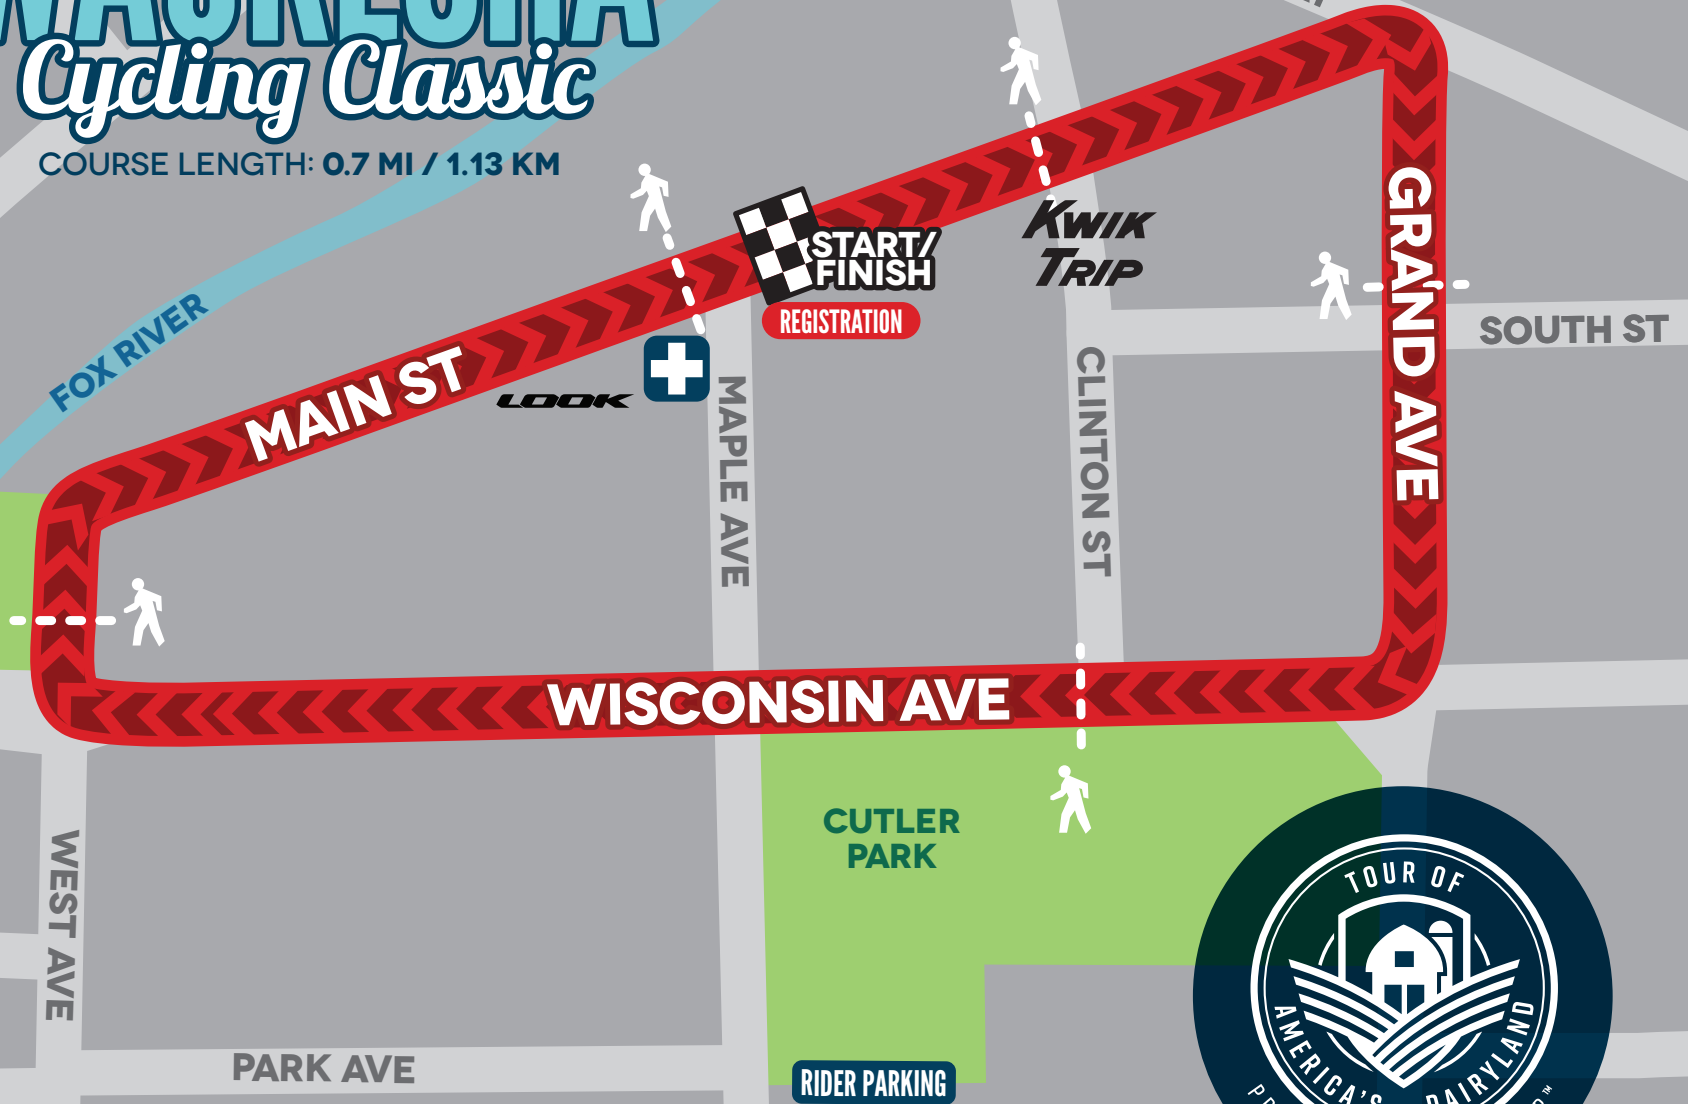 WAUKESHA
Cycling Classic
COURSE LENGTH: 0.7 MI / 1.13 KM
FOX RIVER
MAIN ST
LOOK
START/
FINISH
REGISTRATION
KWIK
TRIP
GRAND AVE
SOUTH ST
MAPLE AVE
CLINTON ST
WISCONSIN AVE
CUTLER
PARK
WEST AVE
PARK AVE
RIDER PARKING
TOUR OF
AMERICA'S DAIRYLAND